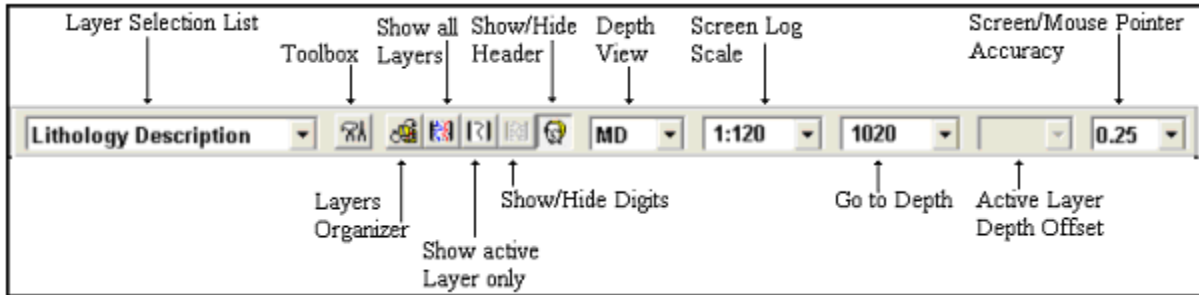 Layer Selection List
Toolbox
Show all
Layers
Show/Hide
Header
Depth
View
Screen Log
Scale
Screen/Mouse Pointer
Accuracy
Lithology Description
MD
1:120
1020
0.25
Layers
Organizer
Show active
Layer only
Show/Hide Digits
Go to Depth
Active Layer
Depth Offset